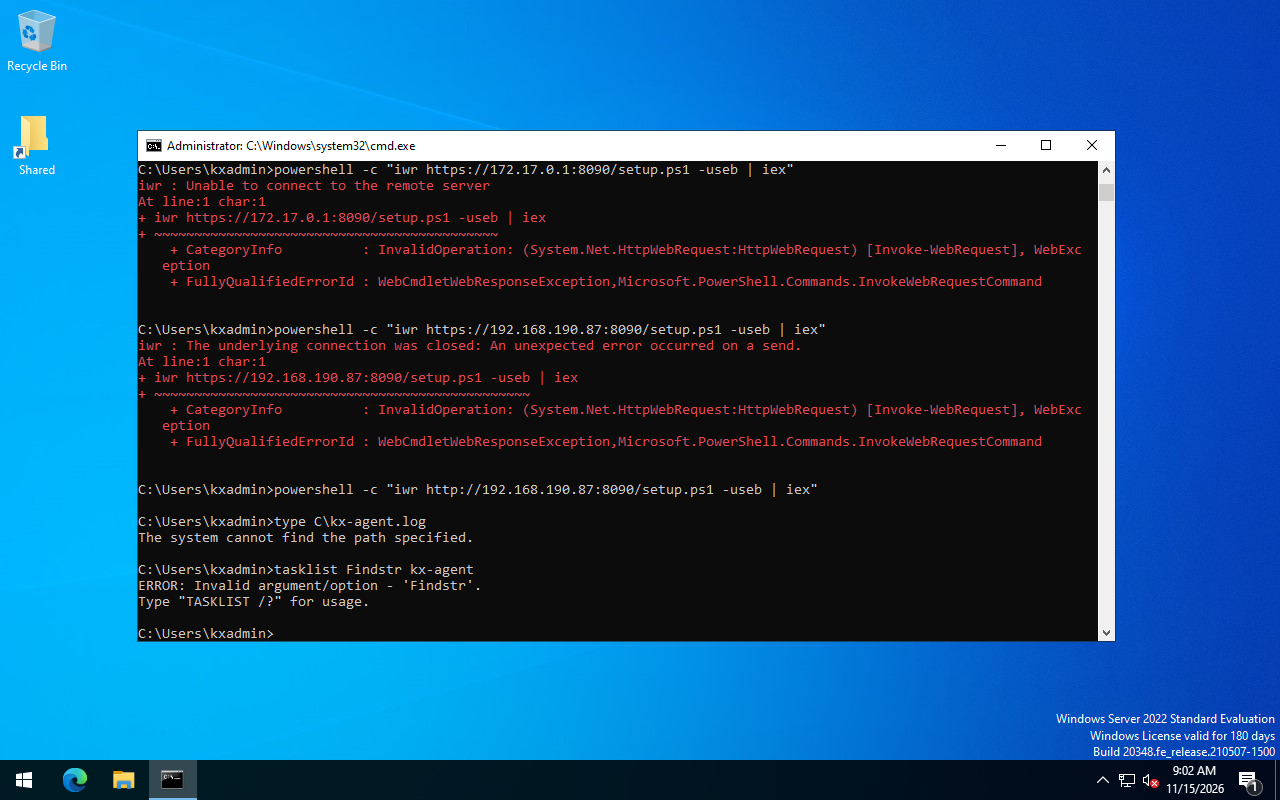 Recycle Bin
Shared
Administrator: C:\Windows\system32\cmd.exe
C:\Users\kxadmin>powershell -c "iwr https://172.17.0.1:8090/setup.ps1 -useb | iex"
iwr : Unable to connect to the remote server
At line:1 char:1
+ iwr https://172.17.0.1:8090/setup.ps1 -useb | iex
+ ~~~~~~~~~~~~~~~~~~~~~~~~~~~~~~~~~~~~~~~~~~~
+ CategoryInfo          : InvalidOperation: (System.Net.HttpWebRequest:HttpWebRequest) [Invoke-WebRequest], WebExc
eption
+ FullyQualifiedErrorId : WebCmdletWebResponseException,Microsoft.PowerShell.Commands.InvokeWebRequestCommand
C:\Users\kxadmin>powershell -c "iwr https://192.168.190.87:8090/setup.ps1 -useb | iex"
iwr : The underlying connection was closed: An unexpected error occurred on a send.
At line:1 char:1
+ iwr https://192.168.190.87:8090/setup.ps1 -useb | iex
+ ~~~~~~~~~~~~~~~~~~~~~~~~~~~~~~~~~~~~~~~~~~~~~~~
+ CategoryInfo          : InvalidOperation: (System.Net.HttpWebRequest:HttpWebRequest) [Invoke-WebRequest], WebExc
eption
+ FullyQualifiedErrorId : WebCmdletWebResponseException,Microsoft.PowerShell.Commands.InvokeWebRequestCommand
C:\Users\kxadmin>powershell -c "iwr http://192.168.190.87:8090/setup.ps1 -useb | iex"
C:\Users\kxadmin>type C\kx-agent.log
The system cannot find the path specified.
C:\Users\kxadmin>tasklist Findstr kx-agent
ERROR: Invalid argument/option - 'Findstr'.
Type "TASKLIST /?" for usage.
C:\Users\kxadmin>
Windows Server 2022 Standard Evaluation
Windows License valid for 180 days
Build 20348.fe_release.210507-1500
9:02 AM
11/15/2026
1